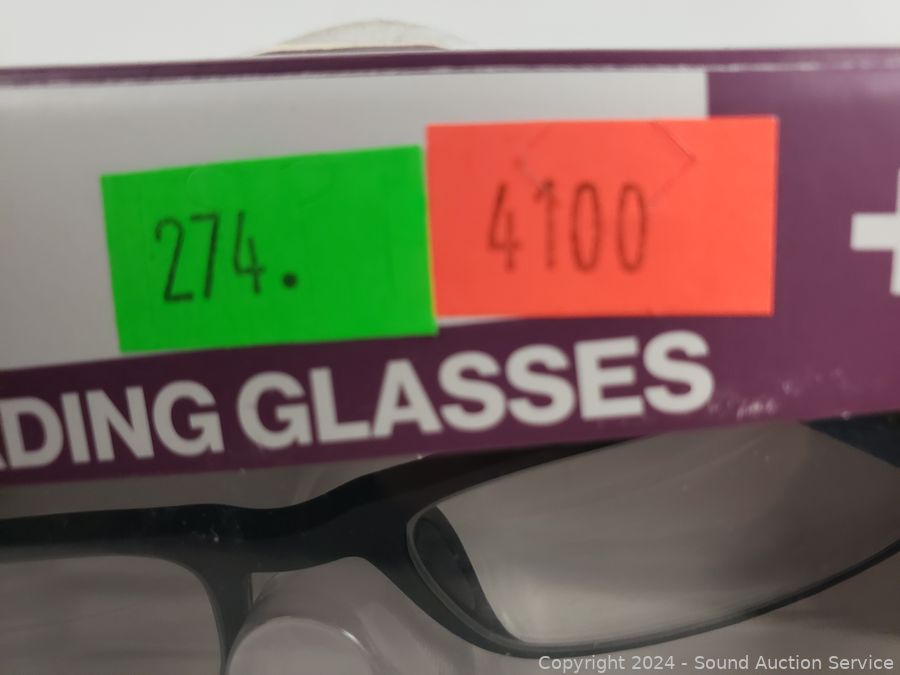 274.
4100
ADING GLASSES
+
Copyright 2024 - Sound Auction Service